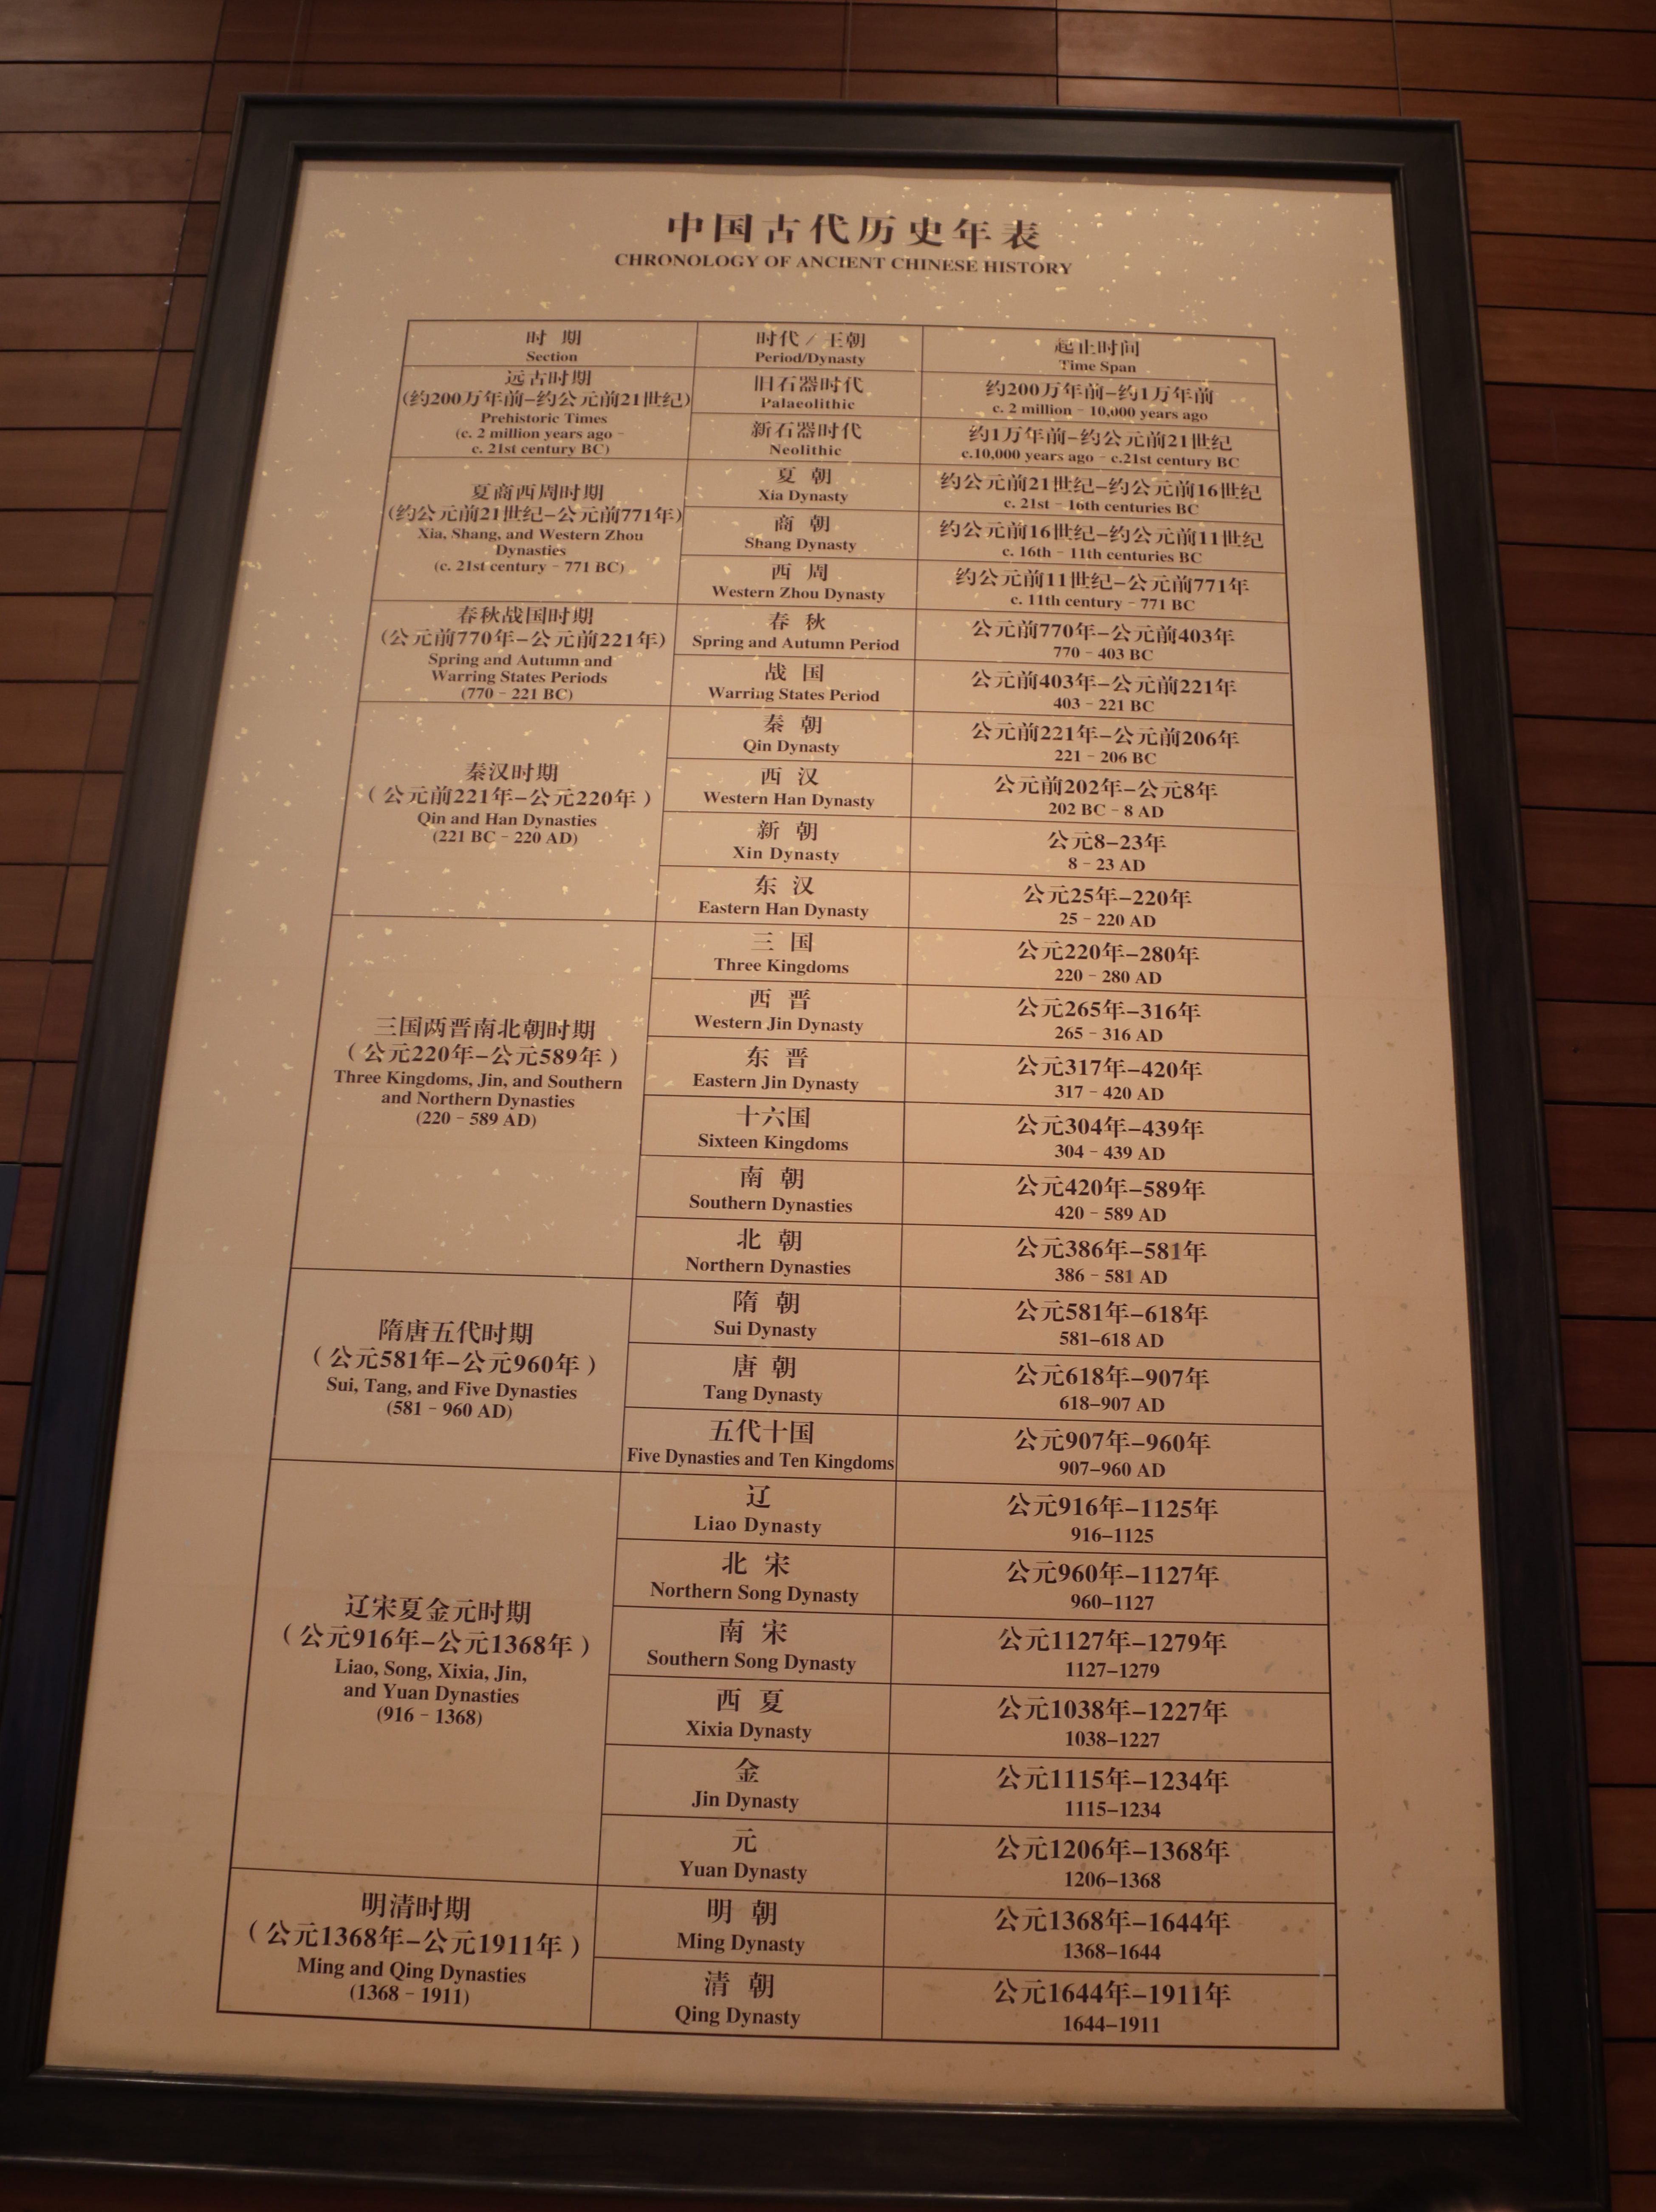 中国古代历史年表
CHRONOLOGY OF ANCIENT CHINESE HISTORY
时 期
Section
时代／王朝
Period/Dynasty
起止时间
Time Span
远古时期
(约200万年前–约公元前21世纪)
Prehistoric Times
(c. 2 million years ago –
c. 21st century BC)
旧石器时代
Palaeolithic
约200万年前–约1万年前
c. 2 million – 10,000 years ago
新石器时代
Neolithic
约1万年前–约公元前21世纪
c.10,000 years ago – c.21st century BC
夏商西周时期
(约公元前21世纪–公元前771年)
Xia, Shang, and Western Zhou
Dynasties
(c. 21st century – 771 BC)
夏 朝
Xia Dynasty
约公元前21世纪–约公元前16世纪
c. 21st – 16th centuries BC
商 朝
Shang Dynasty
约公元前16世纪–约公元前11世纪
c. 16th – 11th centuries BC
西 周
Western Zhou Dynasty
约公元前11世纪–公元前771年
c. 11th century – 771 BC
春秋战国时期
(公元前770年–公元前221年)
Spring and Autumn and
Warring States Periods
(770 – 221 BC)
春 秋
Spring and Autumn Period
公元前770年–公元前403年
770 – 403 BC
战 国
Warring States Period
公元前403年–公元前221年
403 – 221 BC
秦汉时期
（公元前221年–公元220年）
Qin and Han Dynasties
(221 BC – 220 AD)
秦 朝
Qin Dynasty
公元前221年–公元前206年
221 – 206 BC
西 汉
Western Han Dynasty
公元前202年–公元8年
202 BC – 8 AD
新 朝
Xin Dynasty
公元8–23年
8 – 23 AD
东 汉
Eastern Han Dynasty
公元25年–220年
25 – 220 AD
三国两晋南北朝时期
（公元220年–公元589年）
Three Kingdoms, Jin, and Southern
and Northern Dynasties
(220 – 589 AD)
三 国
Three Kingdoms
公元220年–280年
220 – 280 AD
西 晋
Western Jin Dynasty
公元265年–316年
265 – 316 AD
东 晋
Eastern Jin Dynasty
公元317年–420年
317 – 420 AD
十六国
Sixteen Kingdoms
公元304年–439年
304 – 439 AD
南 朝
Southern Dynasties
公元420年–589年
420 – 589 AD
北 朝
Northern Dynasties
公元386年–581年
386 – 581 AD
隋唐五代时期
（公元581年–公元960年）
Sui, Tang, and Five Dynasties
(581 – 960 AD)
隋 朝
Sui Dynasty
公元581年–618年
581–618 AD
唐 朝
Tang Dynasty
公元618年–907年
618–907 AD
五代十国
Five Dynasties and Ten Kingdoms
公元907年–960年
907–960 AD
辽宋夏金元时期
（公元916年–公元1368年）
Liao, Song, Xixia, Jin,
and Yuan Dynasties
(916 – 1368)
辽
Liao Dynasty
公元916年–1125年
916–1125
北 宋
Northern Song Dynasty
公元960年–1127年
960–1127
南 宋
Southern Song Dynasty
公元1127年–1279年
1127–1279
西 夏
Xixia Dynasty
公元1038年–1227年
1038–1227
金
Jin Dynasty
公元1115年–1234年
1115–1234
元
Yuan Dynasty
公元1206年–1368年
1206–1368
明清时期
（公元1368年–公元1911年）
Ming and Qing Dynasties
(1368 – 1911)
明 朝
Ming Dynasty
公元1368年–1644年
1368–1644
清 朝
Qing Dynasty
公元1644年–1911年
1644–1911